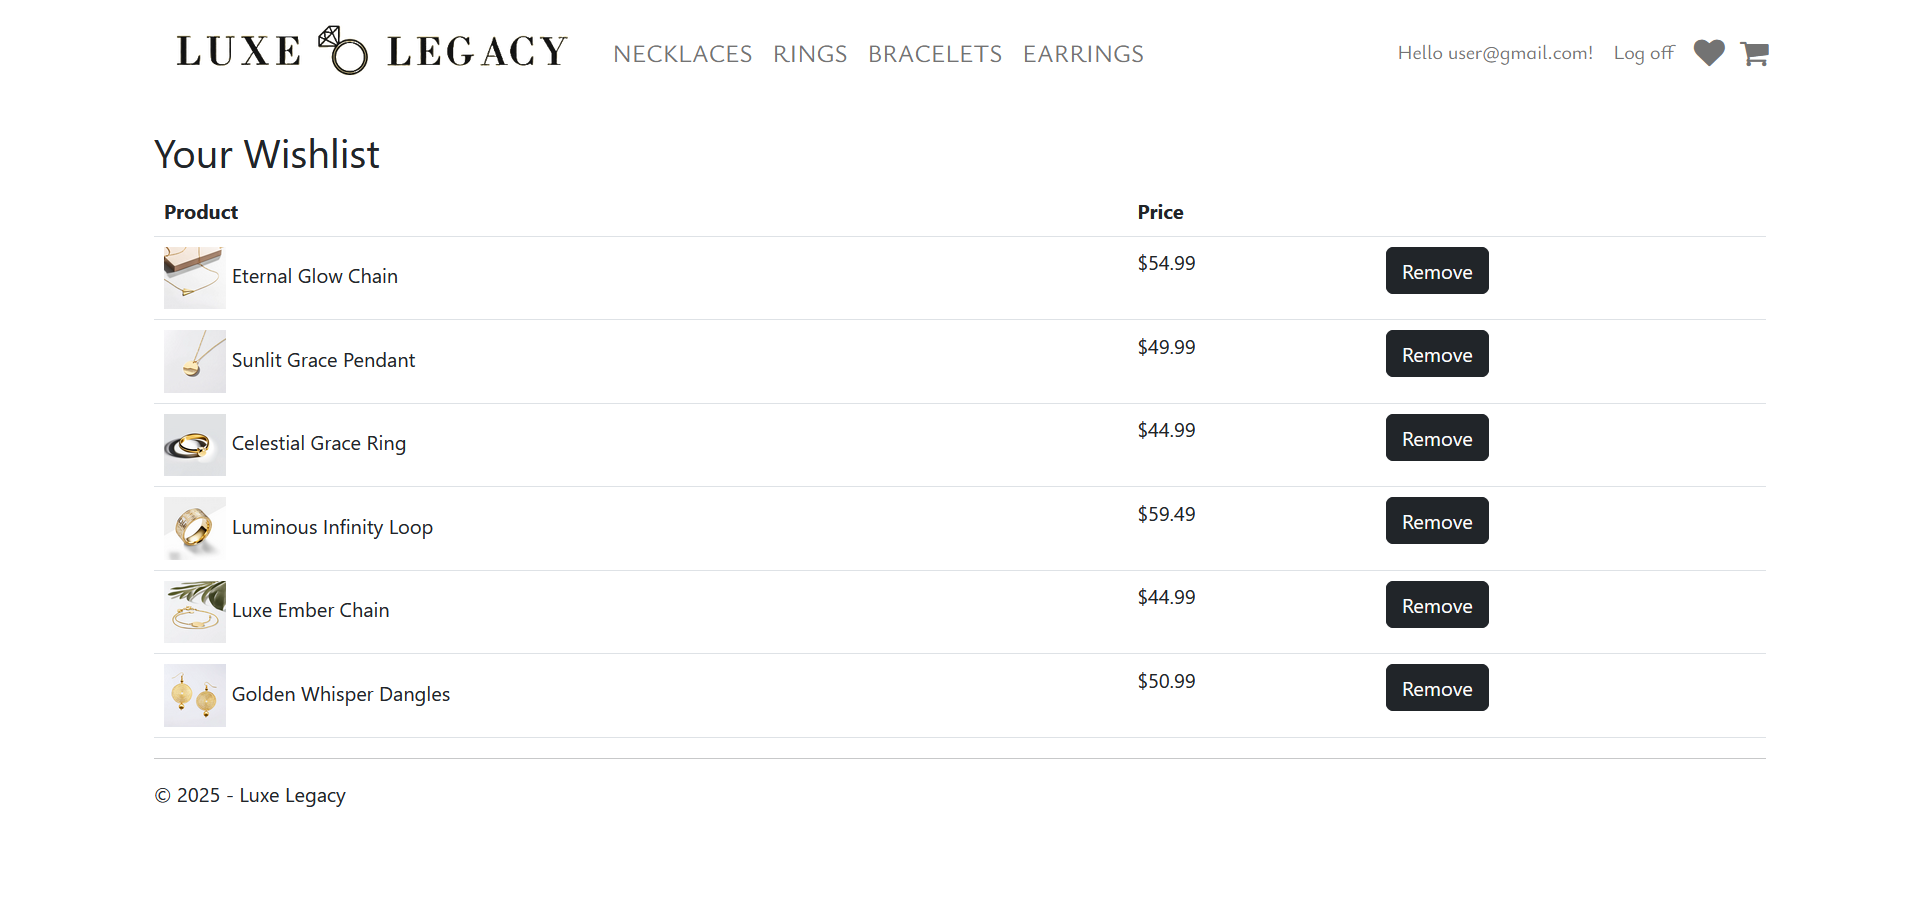 LUXE LEGACY NECKLACES RINGS BRACELETS EARRINGS Hello user@gmail.com! Log off
Your Wishlist
Product Price
Eternal Glow Chain $54.99 Remove
Sunlit Grace Pendant $49.99 Remove
Celestial Grace Ring $44.99 Remove
Luminous Infinity Loop $59.49 Remove
Luxe Ember Chain $44.99 Remove
Golden Whisper Dangles $50.99 Remove
© 2025 - Luxe Legacy